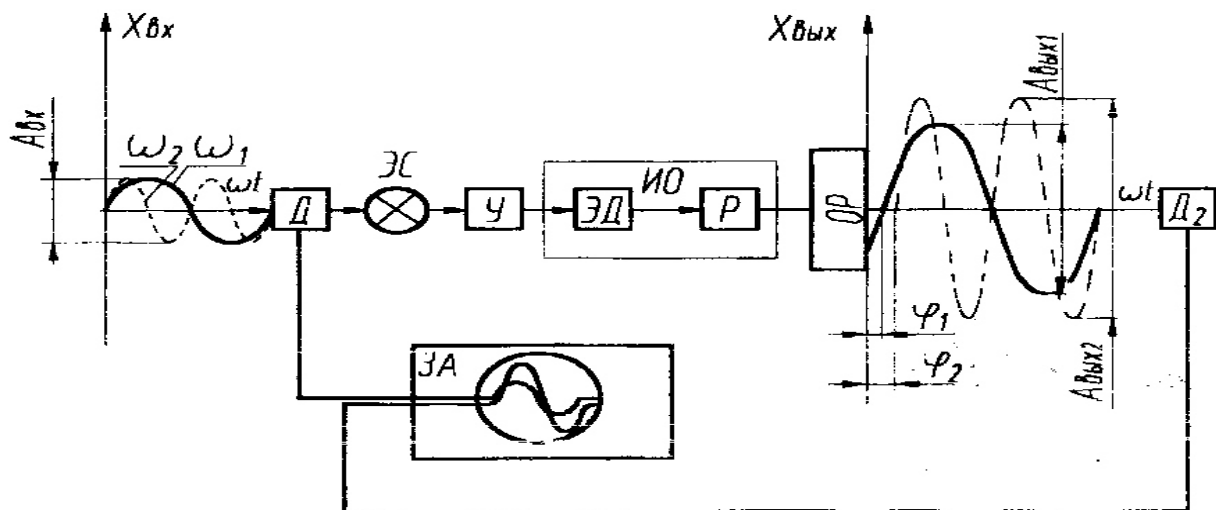 Xвх
Xвых
Aвх
Aвых1
ω₂ ω₁
ωt
Д
ЭС
У
ИО
ЭД
Р
ОР
ωt
Д₂
φ₁
φ₂
Aвых2
ЗА